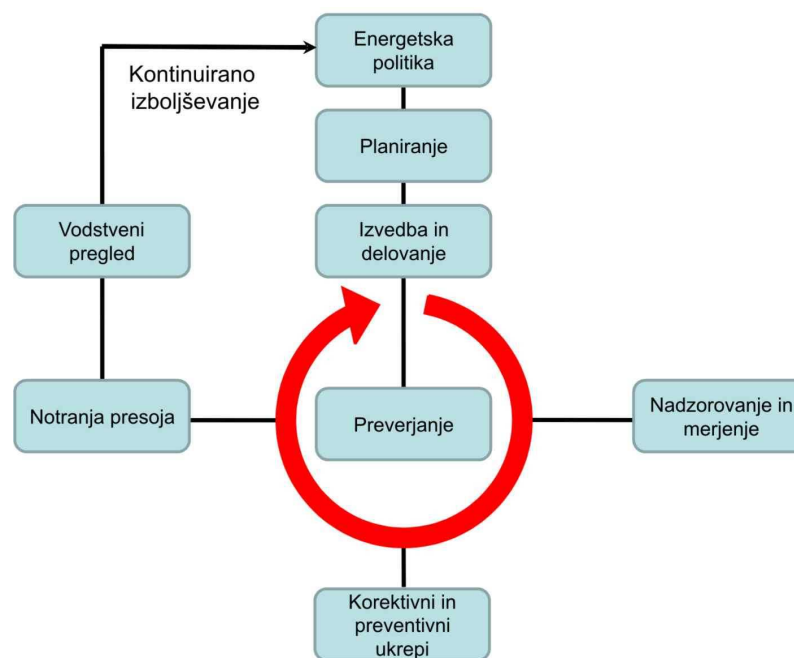 Energetska
politika
Kontinuirano
izboljševanje
Planiranje
Vodstveni
pregled
Izvedba in
delovanje
Notranja presoja
Preverjanje
Nadzorovanje in
merjenje
Korektivni in
preventivni
ukrepi